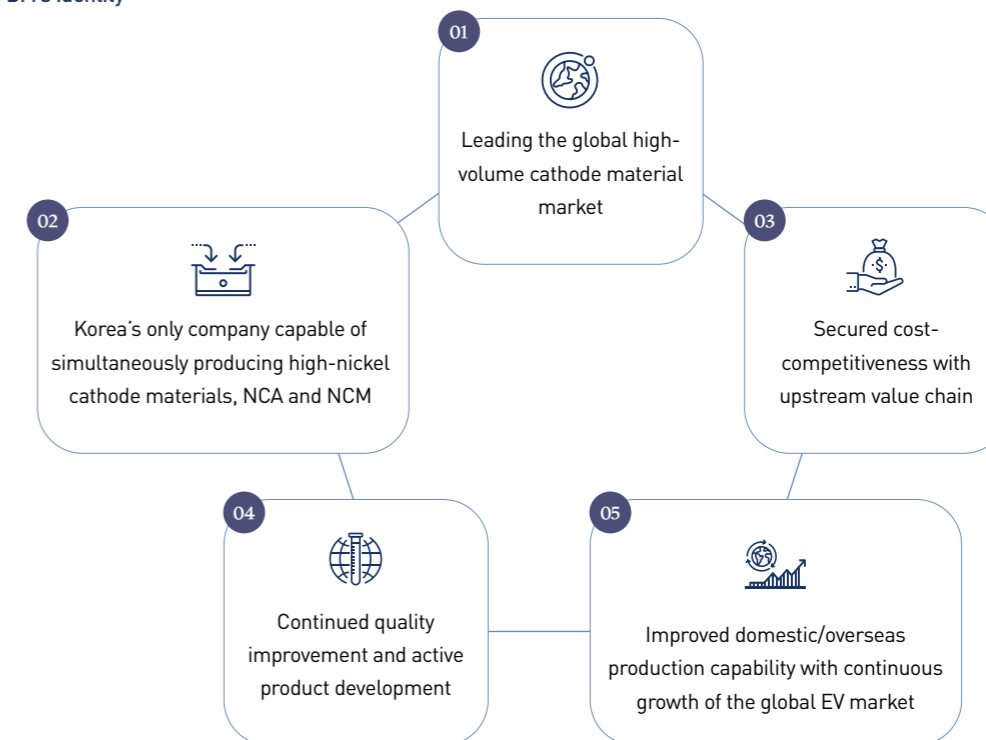 Identity
01
Leading the global high-
volume cathode material
market
02
Korea's only company capable of
simultaneously producing high-nickel
cathode materials, NCA and NCM
03
$
Secured cost-
competitiveness with
upstream value chain
04
Continued quality
improvement and active
product development
05
Improved domestic/overseas
production capability with continuous
growth of the global EV market